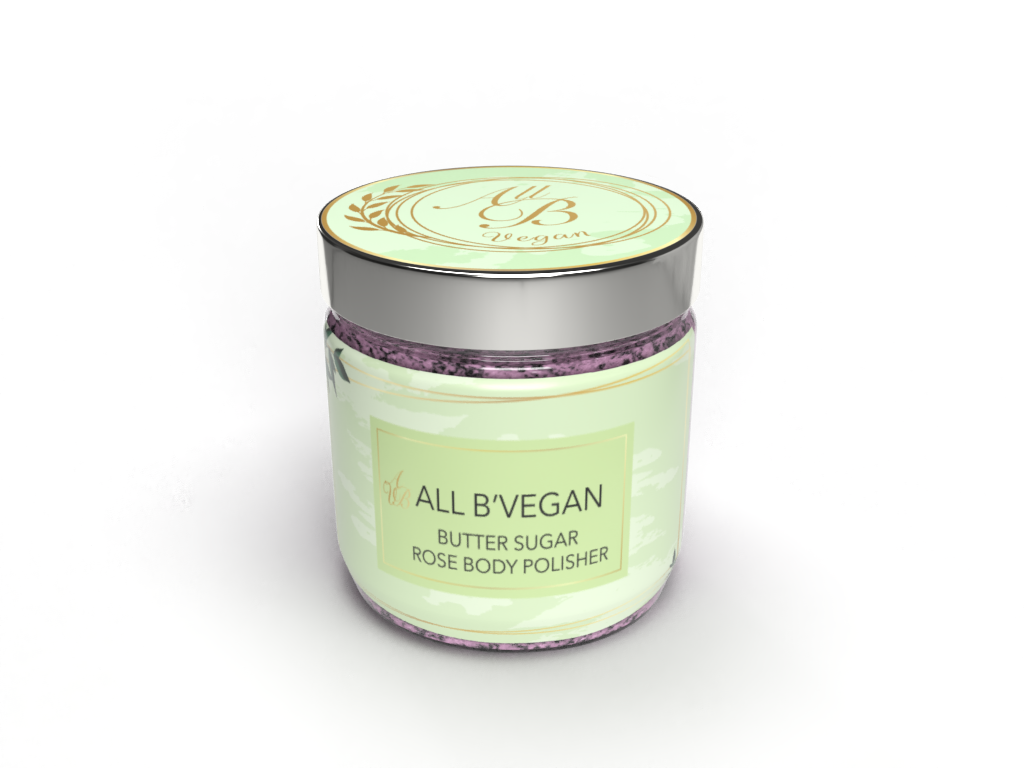 All
B
Vegan
ALL B'VEGAN
BUTTER SUGAR
ROSE BODY POLISHER